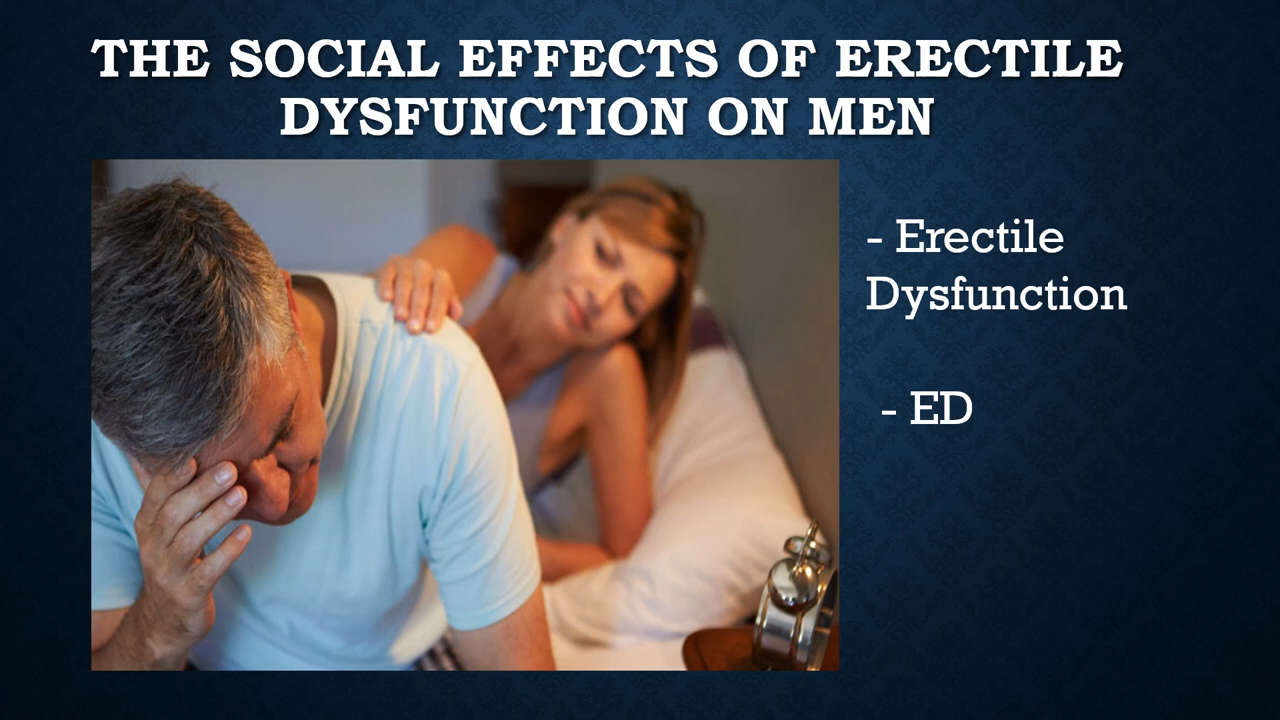 THE SOCIAL EFFECTS OF ERECTILE
DYSFUNCTION ON MEN
- Erectile
Dysfunction
- ED